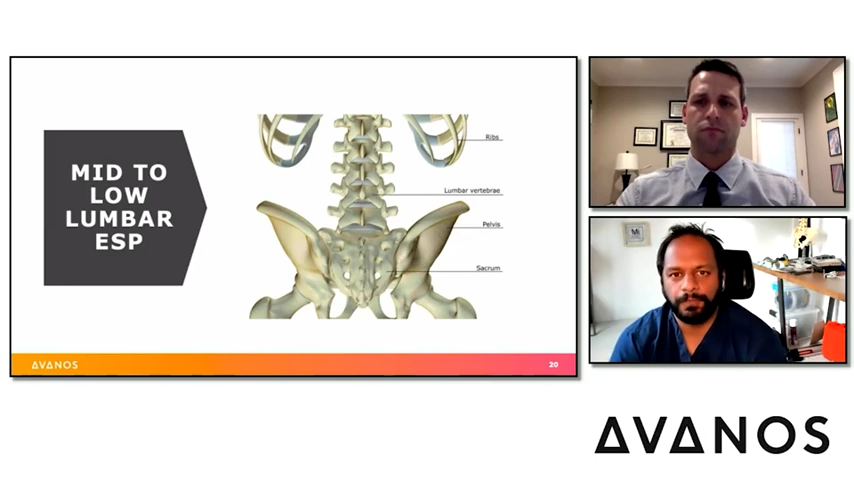 MID TO
LOW
LUMBAR
ESP
Ribs
Lumbar vertebrae
Pelvis
Sacrum
AVANOS
20
AVANOS